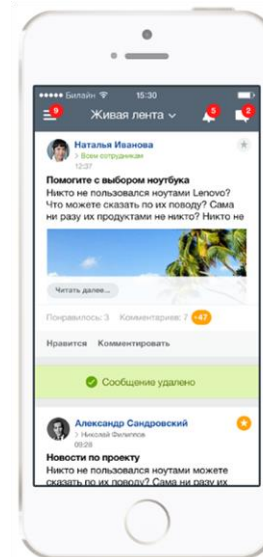 Билайн 15:30
9 Живая лента 5 2
Наталья Иванова
> Всем сотрудникам
12:37
Помогите с выбором ноутбука
Никто не пользовался ноутами Lenovo?
Что можете сказать по их поводу? Сама
ни разу их продуктами не никто? Никто не
Читать далее...
Понравилось: 3 Комментариев: 7 +47
Нравится Комментировать
Сообщение удалено
Александр Сандровский
> Николай Филиппов
09:28
Новости по проекту
Никто не пользовался ноутами можете
сказать по их поводу? Сама ни разу их